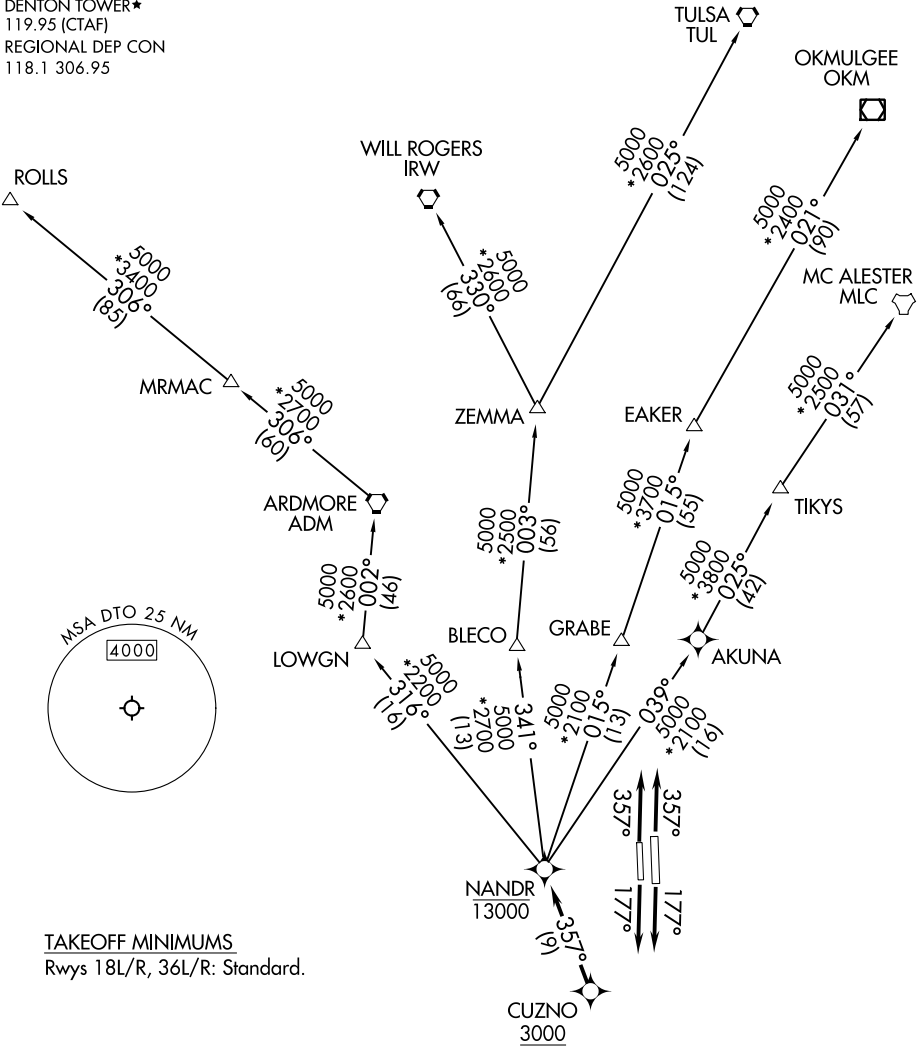 DENTON TOWER★
119.95 (CTAF)
REGIONAL DEP CON
118.1 306.95
TULSA
TUL
OKMULGEE
OKM
WILL ROGERS
IRW
ROLLS
5000
*2600
025°
(124)
5000
*2400
021°
(90)
5000
*3400
306°
(85)
5000
*2600
330°
(66)
MC ALESTER
MLC
MRMAC
5000
*2700
306°
(60)
ZEMMA
EAKER
5000
*2500
031°
(57)
ARDMORE
ADM
TIKYS
5000
*2500
003°
(56)
5000
*3700
015°
(55)
5000
*3800
025°
(42)
5000
*2600
002°
(46)
MSA DTO 25 NM
4000
LOWGN
BLECO
GRABE
AKUNA
5000
*2200
316°
(16)
341°
5000
*2700
(13)
5000
*2100
015°
(13)
039°
5000
*2100
(16)
357°
357°
177°
177°
NANDR
13000
357°
(9)
TAKEOFF MINIMUMS
Rwys 18L/R, 36L/R: Standard.
CUZNO
3000